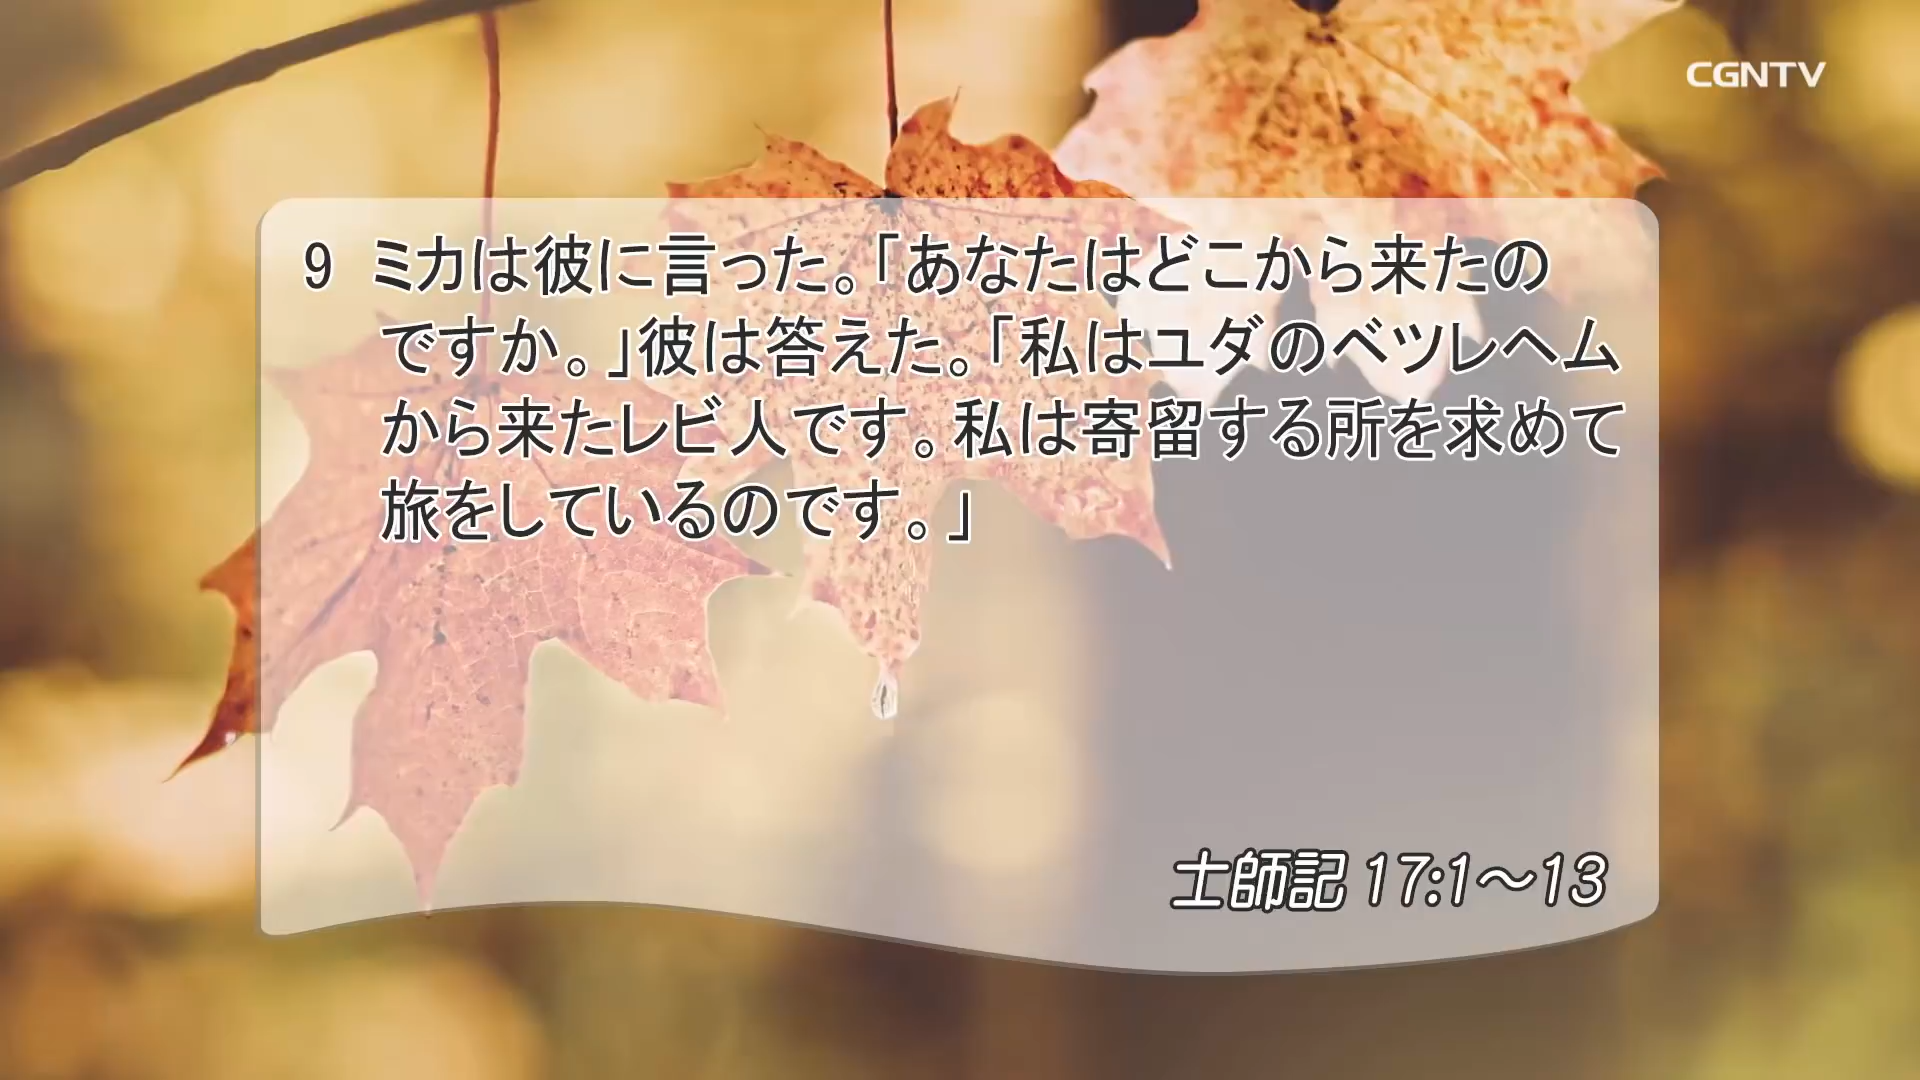 CGNTV
9 ミカは彼に言った。「あなたはどこから来たの
ですか。」彼は答えた。「私はユダのベツレヘム
から来たレビ人です。私は寄留する所を求めて
旅をしているのです。」
士師記 17:1〜13